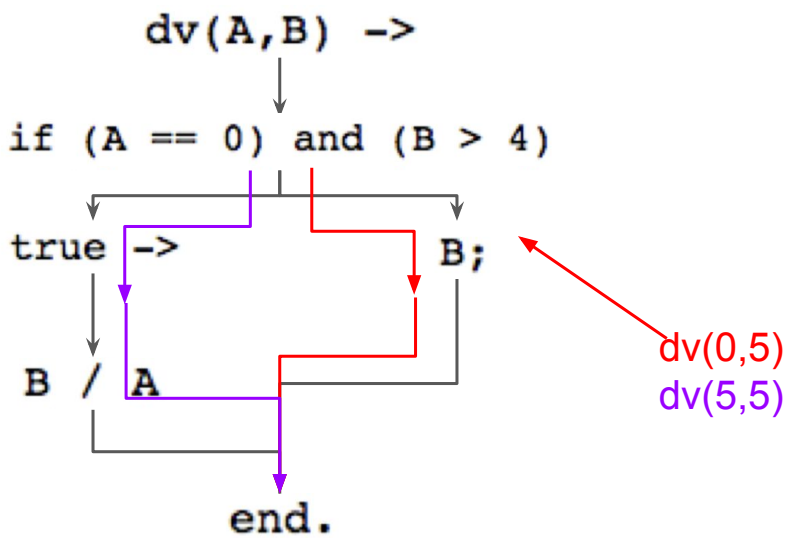 dv(A,B) ->
if (A == 0) and (B > 4)
true ->
B;
dv(0,5)
B / A
dv(5,5)
end.